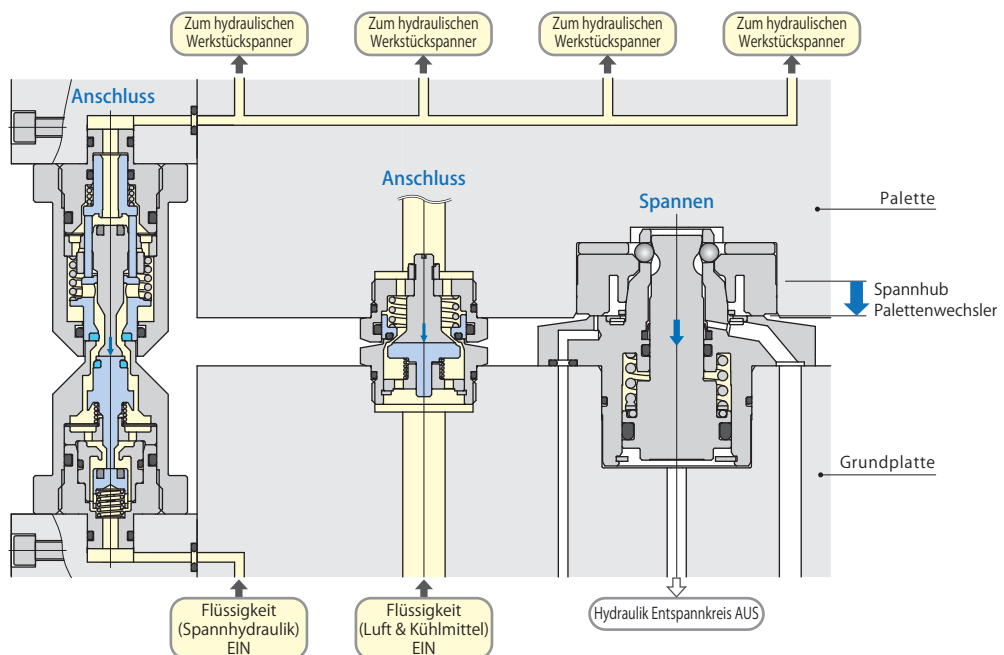 Zum hydraulischen
Werkstückspanner
Zum hydraulischen
Werkstückspanner
Zum hydraulischen
Werkstückspanner
Zum hydraulischen
Werkstückspanner
Anschluss
Anschluss
Spannen
Palette
Spannhub
Palettenwechsler
Grundplatte
Flüssigkeit
(Spannhydraulik)
EIN
Flüssigkeit
(Luft & Kühlmittel)
EIN
Hydraulik Entspannkreis AUS